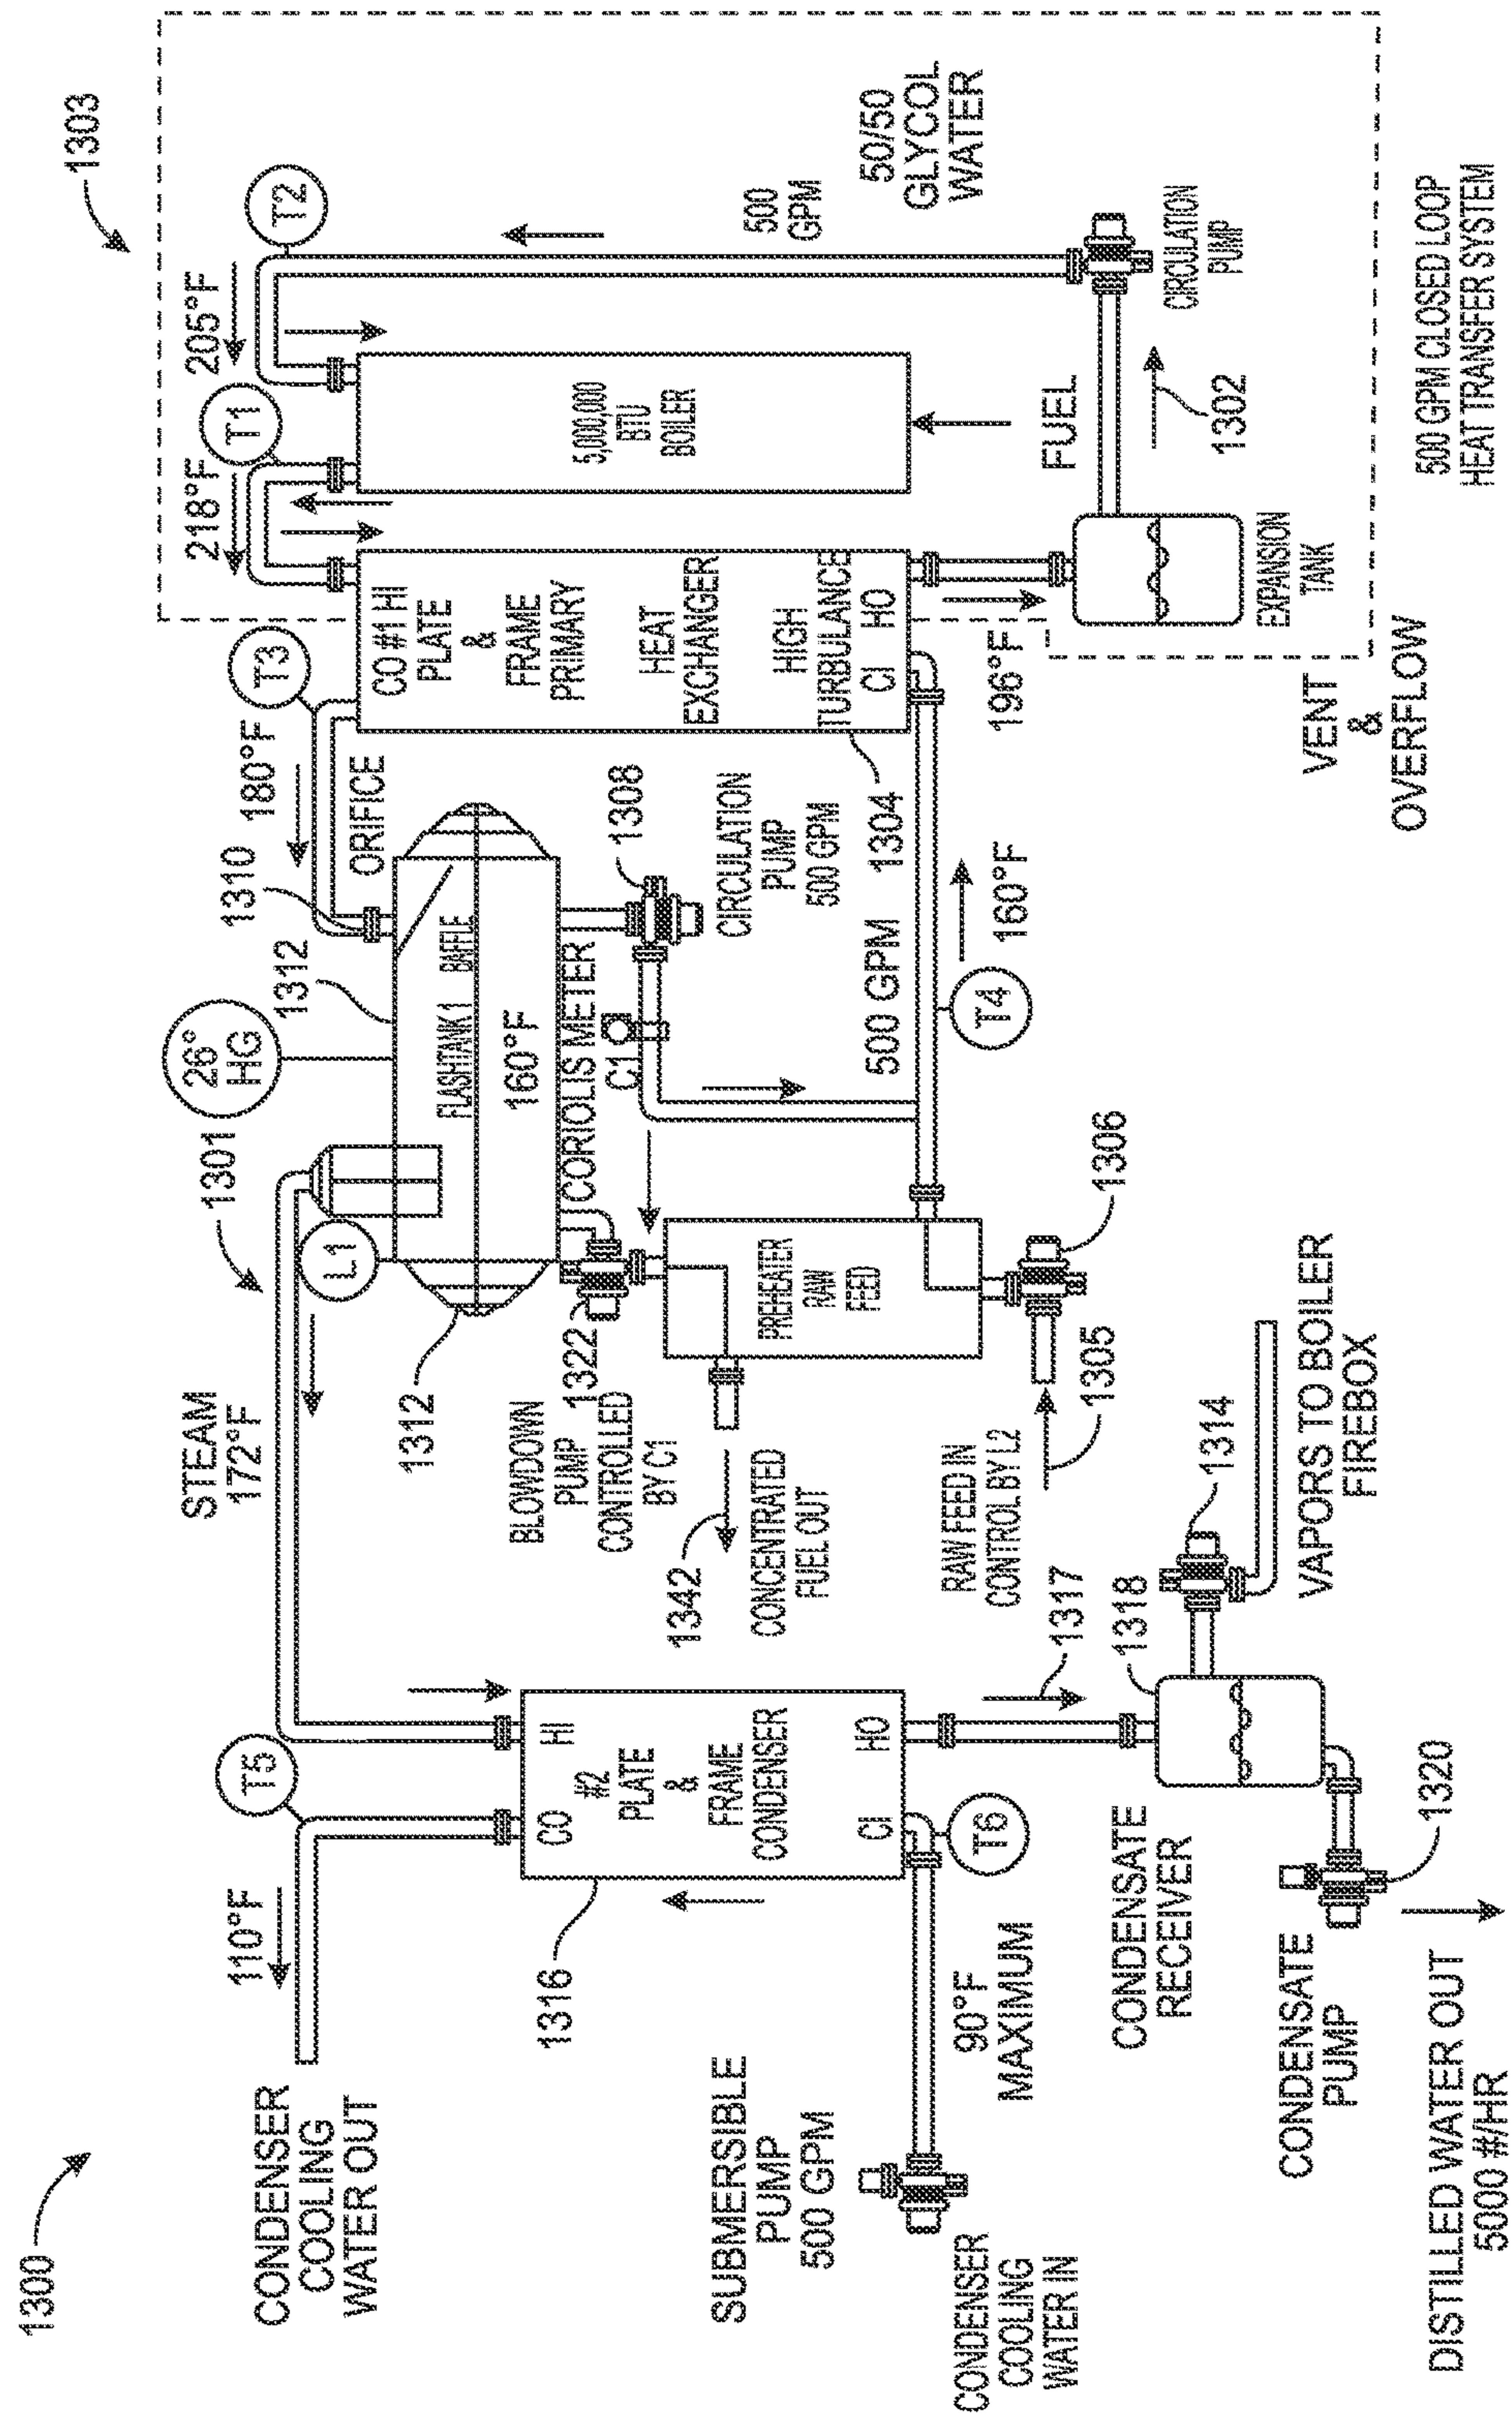 1300
CONDENSER
COOLING
WATER OUT
110°F
T5
STEAM
172°F
1301
L1
26°
HG
1312
1310
180°F
ORIFICE
T3
218°F
T1
205°F
T2
1303
SUBMERSIBLE
PUMP
500 GPM
1316
CO
HI
#2
PLATE
&
FRAME
CONDENSER
CI
HO
T6
90°F
MAXIMUM
CONDENSER
COOLING
WATER IN
1312
FLASHTANK 1
BAFFLE
160°F
CORIOLIS METER
C1
1308
CIRCULATION
PUMP
500 GPM
BLOWDOWN
PUMP
CONTROLLED
BY C1
1322
1342
CONCENTRATED
FUEL OUT
PREHEATER
RAW
FEED
RAW FEED IN
CONTROL BY L2
1305
1306
500 GPM
T4
160°F
1304
CO #1 HI
PLATE
&
FRAME
PRIMARY
HEAT
EXCHANGER
HIGH
TURBULANCE
CI HO
196°F
5,000,000
BTU
BOILER
FUEL
500
GPM
50/50
GLYCOL
WATER
CIRCULATION
PUMP
1302
EXPANSION
TANK
VENT
&
OVERFLOW
500 GPM CLOSED LOOP
HEAT TRANSFER SYSTEM
1317
1318
1314
VAPORS TO BOILER
FIREBOX
CONDENSATE
RECEIVER
CONDENSATE
PUMP
1320
DISTILLED WATER OUT
5000 #/HR